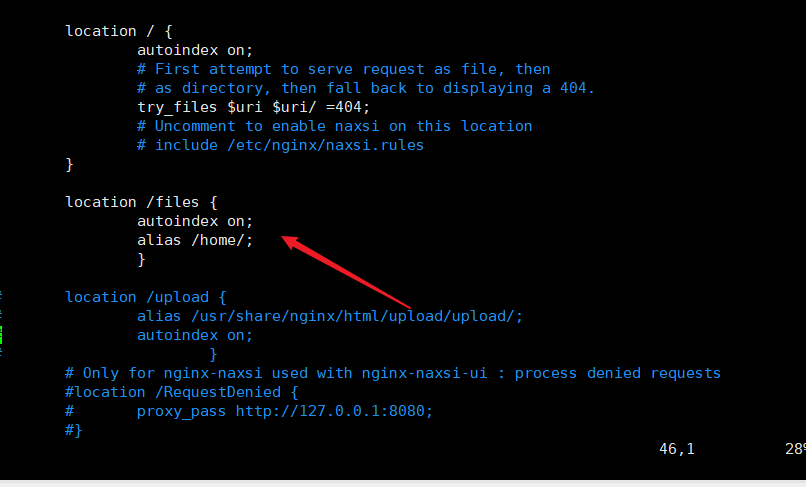 location / {
autoindex on;
# First attempt to serve request as file, then
# as directory, then fall back to displaying a 404.
try_files $uri $uri/ =404;
# Uncomment to enable naxsi on this location
# include /etc/nginx/naxsi.rules
}
location /files {
autoindex on;
alias /home/;
}
# location /upload {
# alias /usr/share/nginx/html/upload/upload/;
# autoindex on;
# }
# Only for nginx-naxsi used with nginx-naxsi-ui : process denied requests
#location /RequestDenied {
# proxy_pass http://127.0.0.1:8080;
#}
46,1 28%